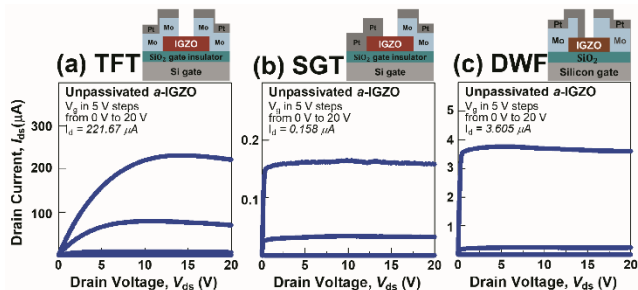 (a) TFT
Pt
Pt
Mo
Mo
IGZO
SiO2 gate insulator
Si gate
(b) SGT
Pt
Pt
Mo
IGZO
SiO2 gate insulator
Si gate
(c) DWF
Pt
Pt
Mo
Mo
IGZO
SiO2 gate insulator
Silicon gate
Drain Current, Ids(μA)
Unpassivated a-IGZO
Vg in 5 V steps
from 0 V to 20 V
Id = 221.67 μA
300
200
100
0
5
10
15
20
Drain Voltage, Vds (V)
Unpassivated a-IGZO
Vg in 5 V steps
from 0 V to 20 V
Id = 0.158 μA
0.2
0.1
0
5
10
15
20
Drain Voltage, Vds (V)
Unpassivated a-IGZO
Vg in 5 V steps
from 0 V to 20 V
Id = 3.605 μA
5
4
3
2
1
0
5
10
15
20
Drain Voltage, Vds (V)